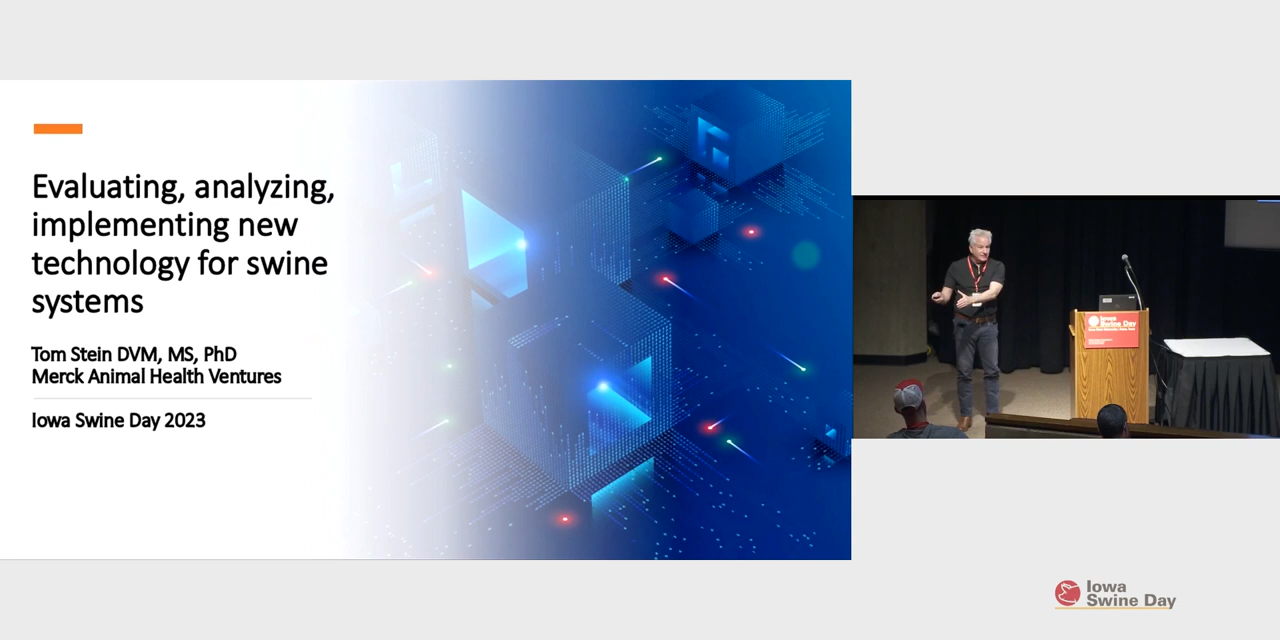 Evaluating, analyzing,
implementing new
technology for swine
systems
Tom Stein DVM, MS, PhD
Merck Animal Health Ventures
Iowa Swine Day 2023
Iowa
Swine Day
Iowa
Swine Day